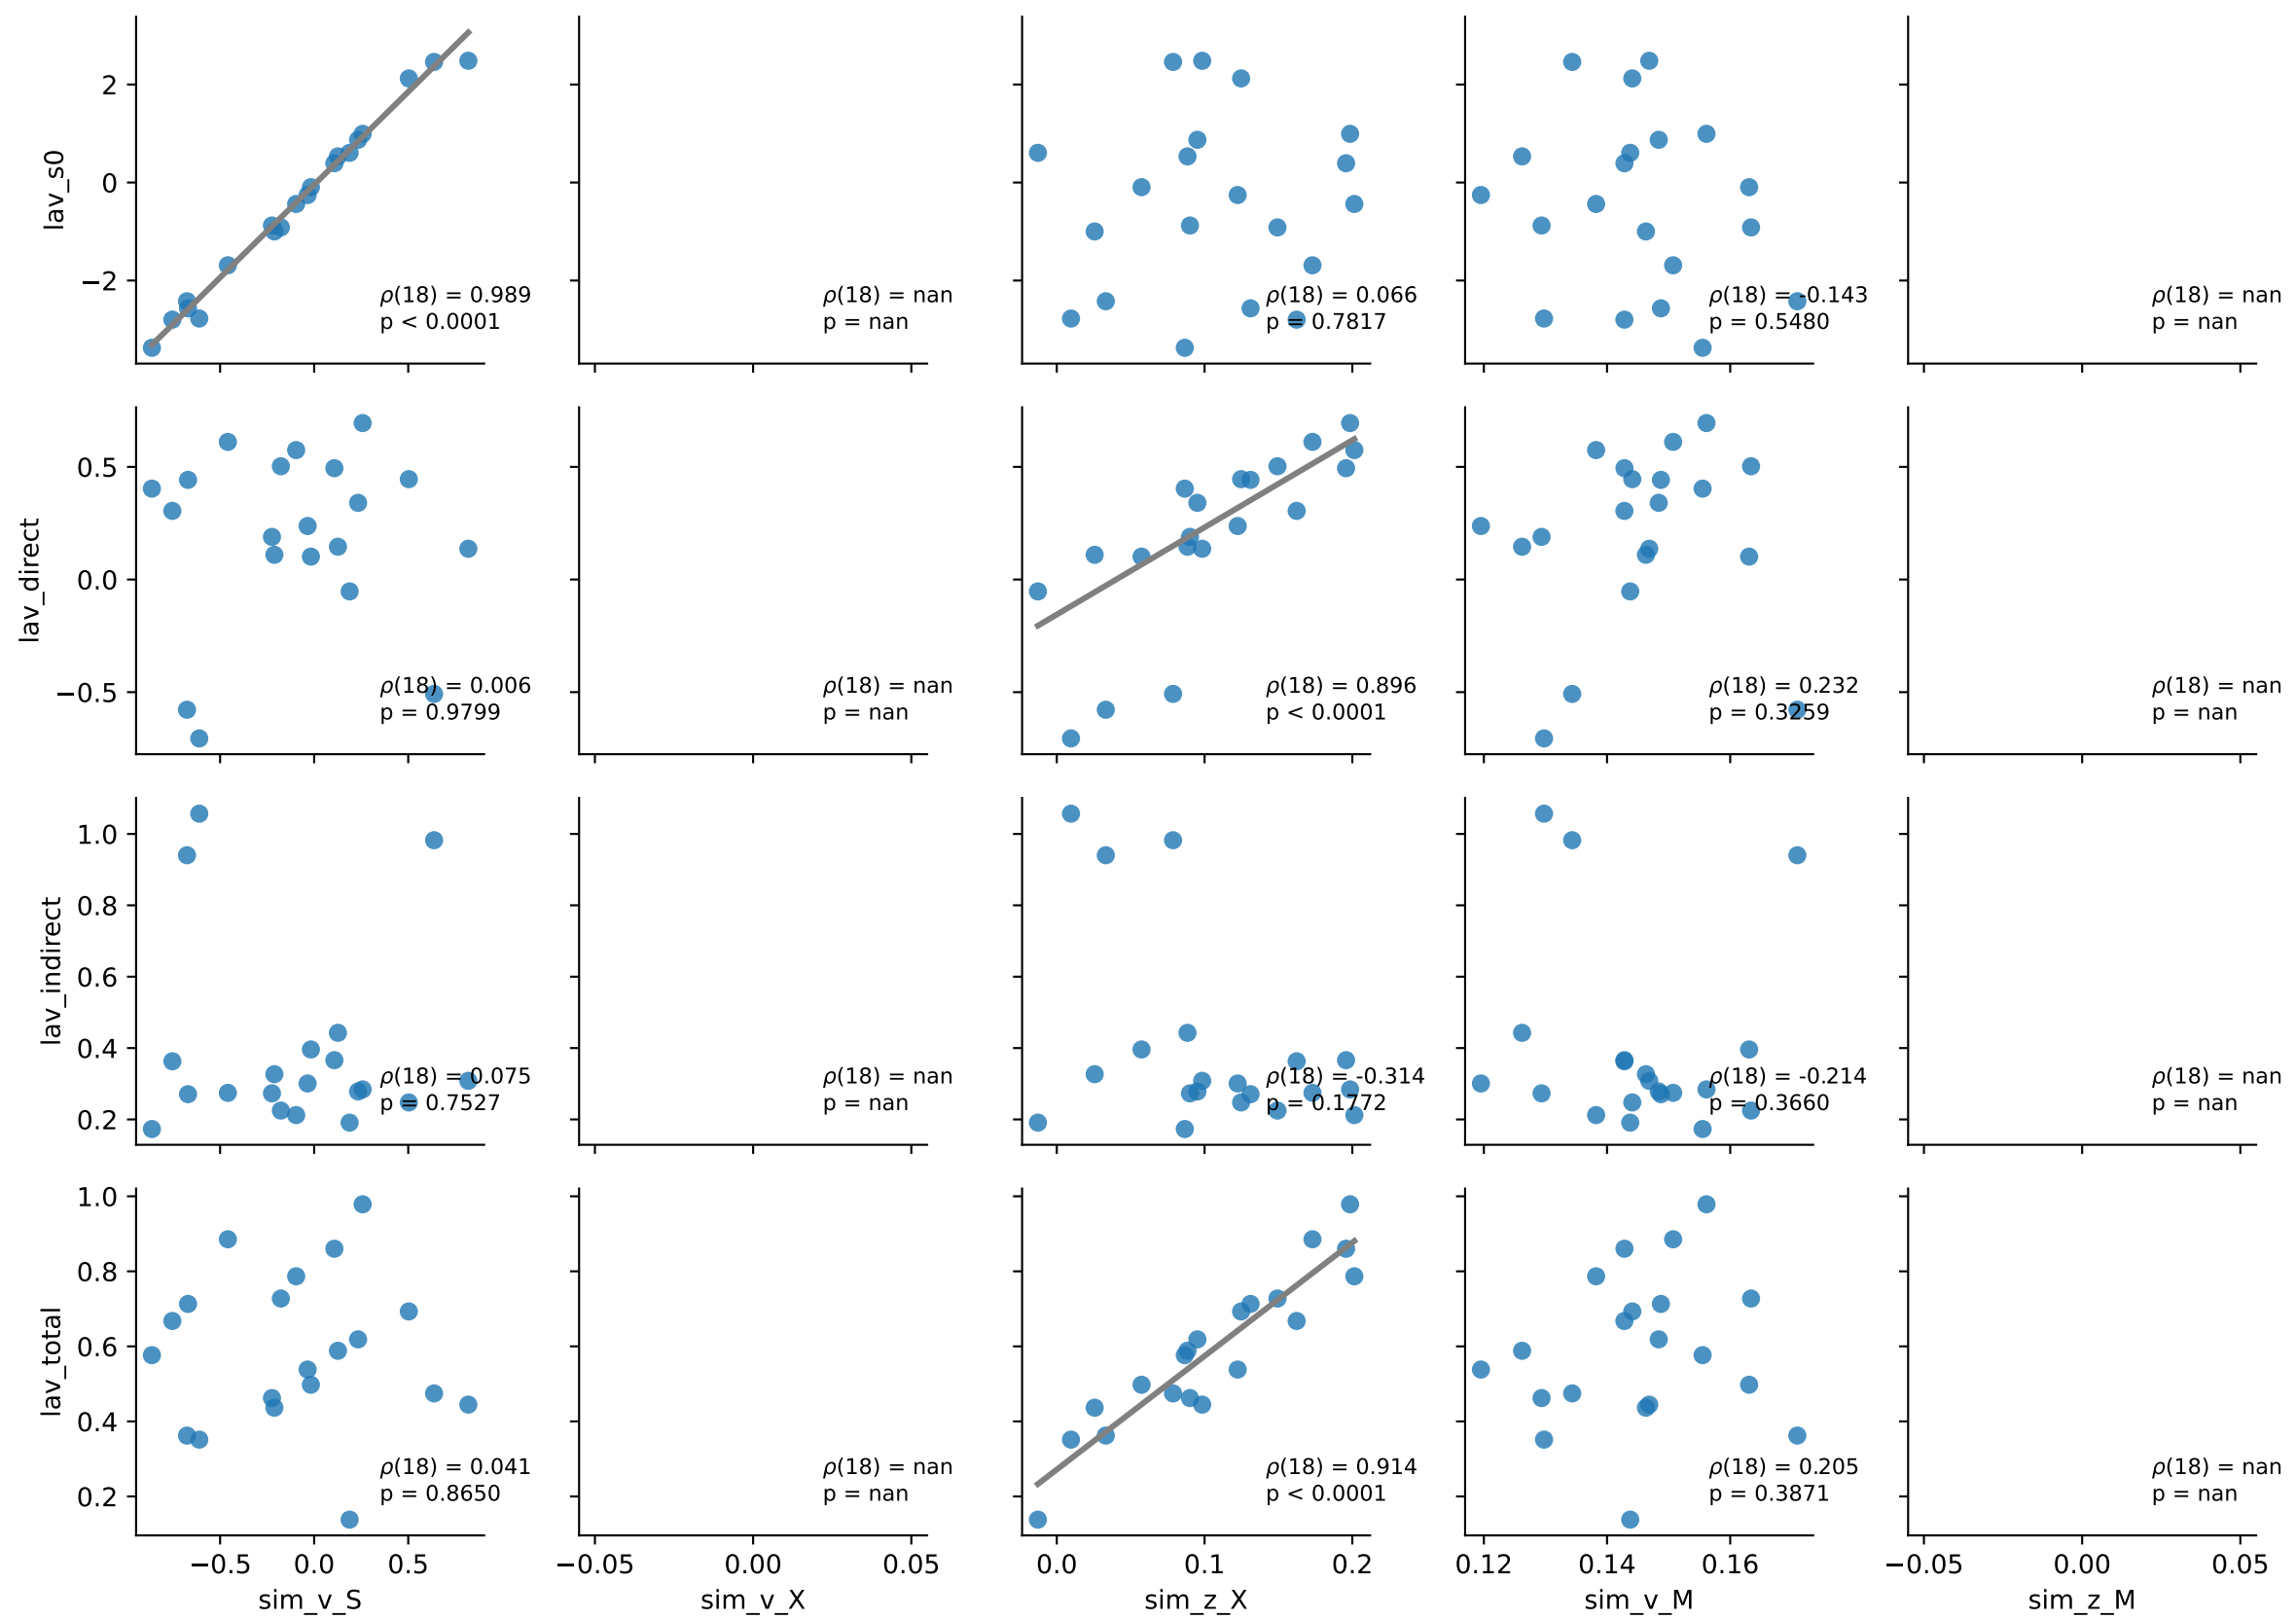 2
0
−2
lav_s0
ρ(18) = 0.989
p < 0.0001
ρ(18) = nan
p = nan
ρ(18) = 0.066
p = 0.7817
ρ(18) = -0.143
p = 0.5480
ρ(18) = nan
p = nan
0.5
0.0
−0.5
lav_direct
ρ(18) = 0.006
p = 0.9799
ρ(18) = nan
p = nan
ρ(18) = 0.896
p < 0.0001
ρ(18) = 0.232
p = 0.3259
ρ(18) = nan
p = nan
1.0
0.8
0.6
0.4
0.2
lav_indirect
ρ(18) = 0.075
p = 0.7527
ρ(18) = nan
p = nan
ρ(18) = -0.314
p = 0.1772
ρ(18) = -0.214
p = 0.3660
ρ(18) = nan
p = nan
1.0
0.8
0.6
0.4
0.2
lav_total
ρ(18) = 0.041
p = 0.8650
ρ(18) = nan
p = nan
ρ(18) = 0.914
p < 0.0001
ρ(18) = 0.205
p = 0.3871
ρ(18) = nan
p = nan
−0.5 0.0 0.5
sim_v_S
−0.05 0.00 0.05
sim_v_X
0.0 0.1 0.2
sim_z_X
0.12 0.14 0.16
sim_v_M
−0.05 0.00 0.05
sim_z_M